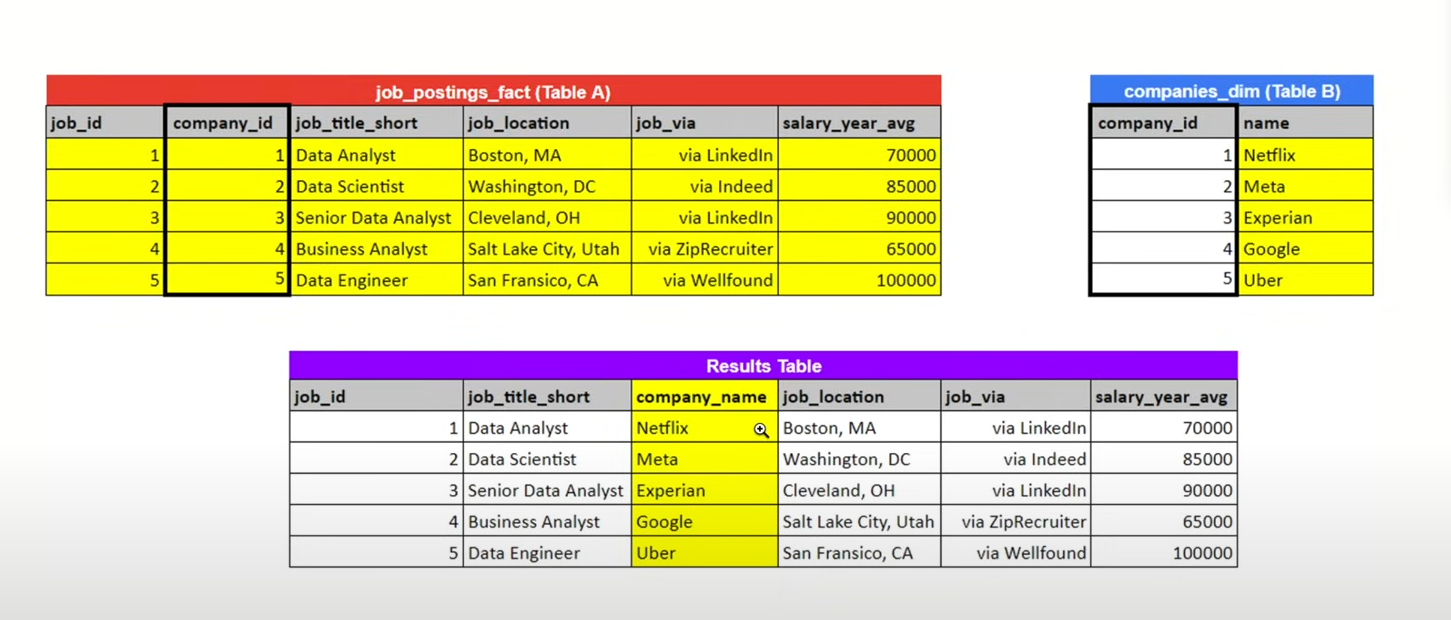 job_postings_fact (Table A)
job_id company_id job_title_short job_location job_via salary_year_avg
1 1 Data Analyst Boston, MA via LinkedIn 70000
2 2 Data Scientist Washington, DC via Indeed 85000
3 3 Senior Data Analyst Cleveland, OH via LinkedIn 90000
4 4 Business Analyst Salt Lake City, Utah via ZipRecruiter 65000
5 5 Data Engineer San Fransico, CA via Wellfound 100000
companies_dim (Table B)
company_id name
1 Netflix
2 Meta
3 Experian
4 Google
5 Uber
Results Table
job_id job_title_short company_name job_location job_via salary_year_avg
1 Data Analyst Netflix Boston, MA via LinkedIn 70000
2 Data Scientist Meta Washington, DC via Indeed 85000
3 Senior Data Analyst Experian Cleveland, OH via LinkedIn 90000
4 Business Analyst Google Salt Lake City, Utah via ZipRecruiter 65000
5 Data Engineer Uber San Fransico, CA via Wellfound 100000